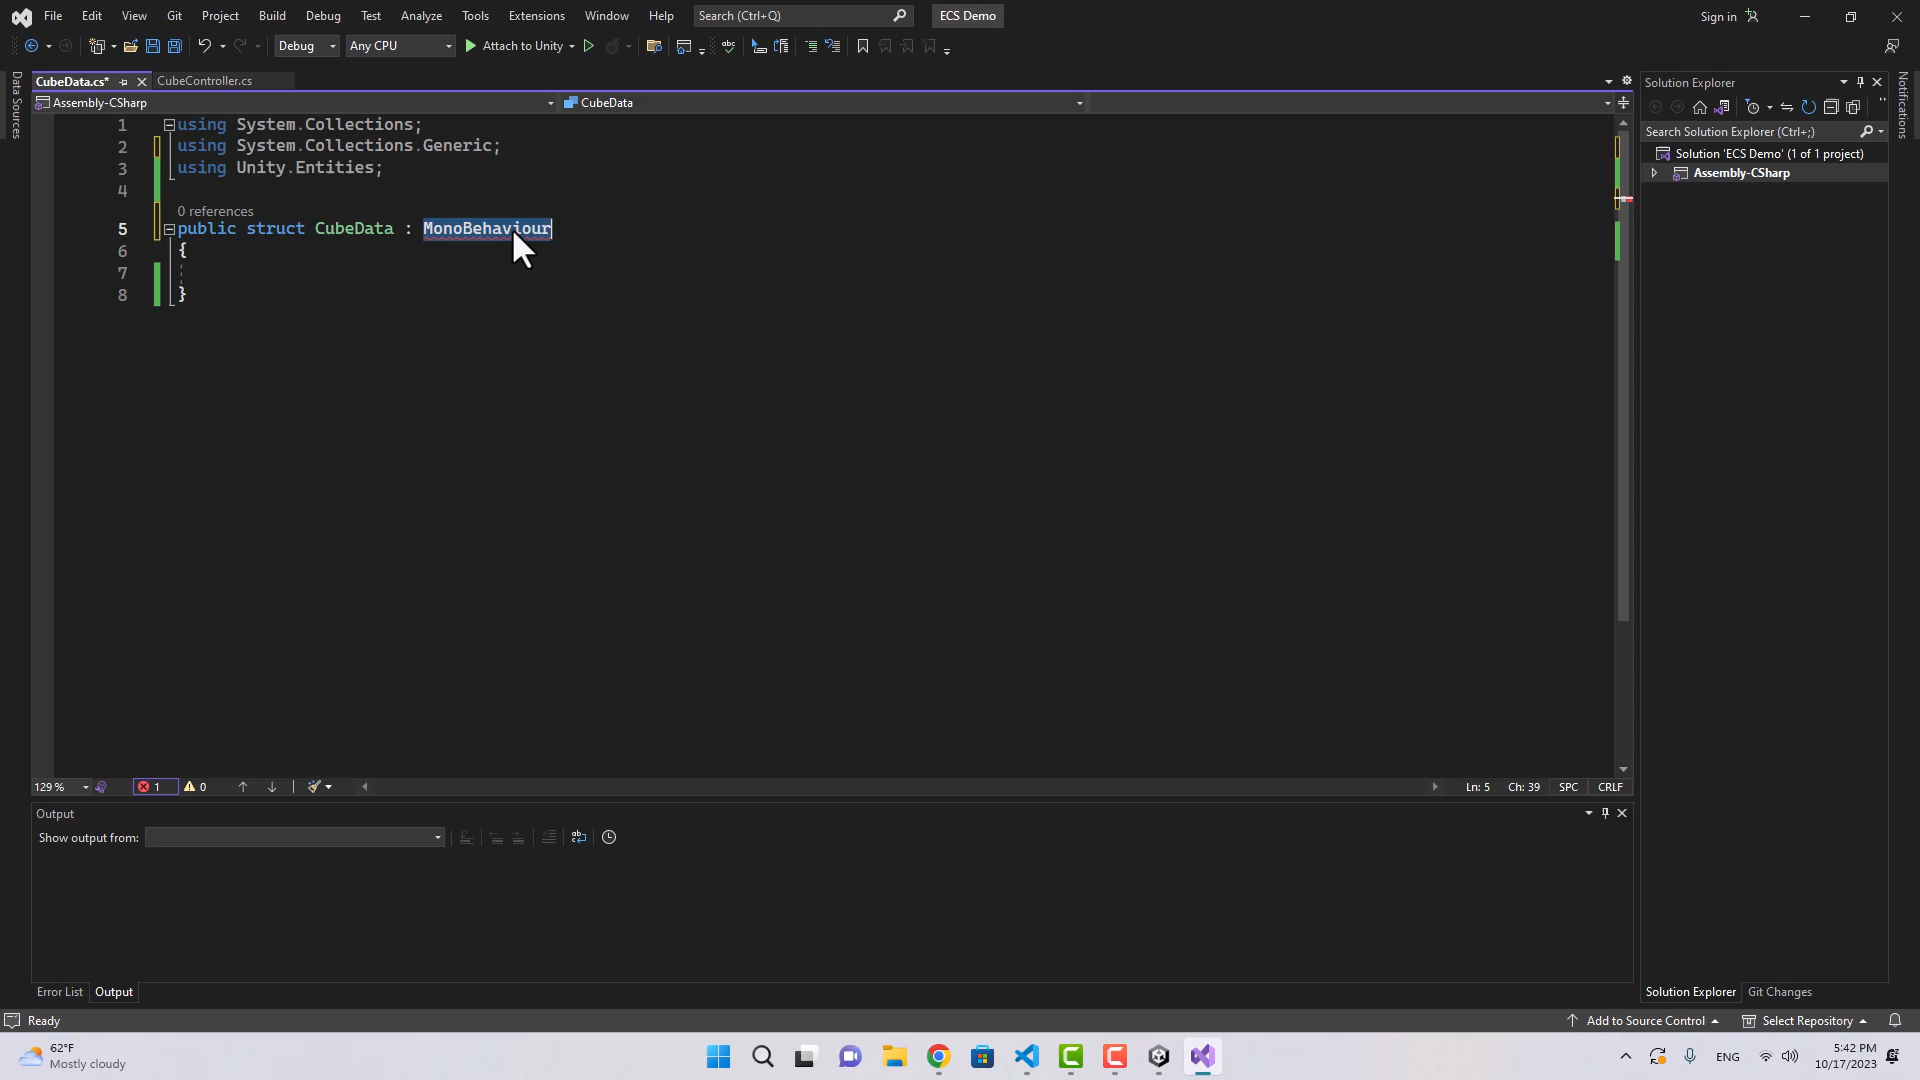 File Edit View Git Project Build Debug Test Analyze Tools Extensions Window Help Search (Ctrl+Q) ECS Demo Sign in
Debug Any CPU Attach to Unity
Data Sources
CubeData.cs* CubeController.cs
Assembly-CSharp CubeData
1 using System.Collections;
2 using System.Collections.Generic;
3 using Unity.Entities;
4
0 references
5 public struct CubeData : MonoBehaviour
6 {
7
8 }
129 % 1 0 Ln: 5 Ch: 39 SPC CRLF
Output
Show output from:
Error List Output
Solution Explorer
Search Solution Explorer (Ctrl+;)
Solution 'ECS Demo' (1 of 1 project)
Assembly-CSharp
Notifications
Solution Explorer Git Changes
Ready Add to Source Control Select Repository
62°F
Mostly cloudy
ENG
5:42 PM
10/17/2023